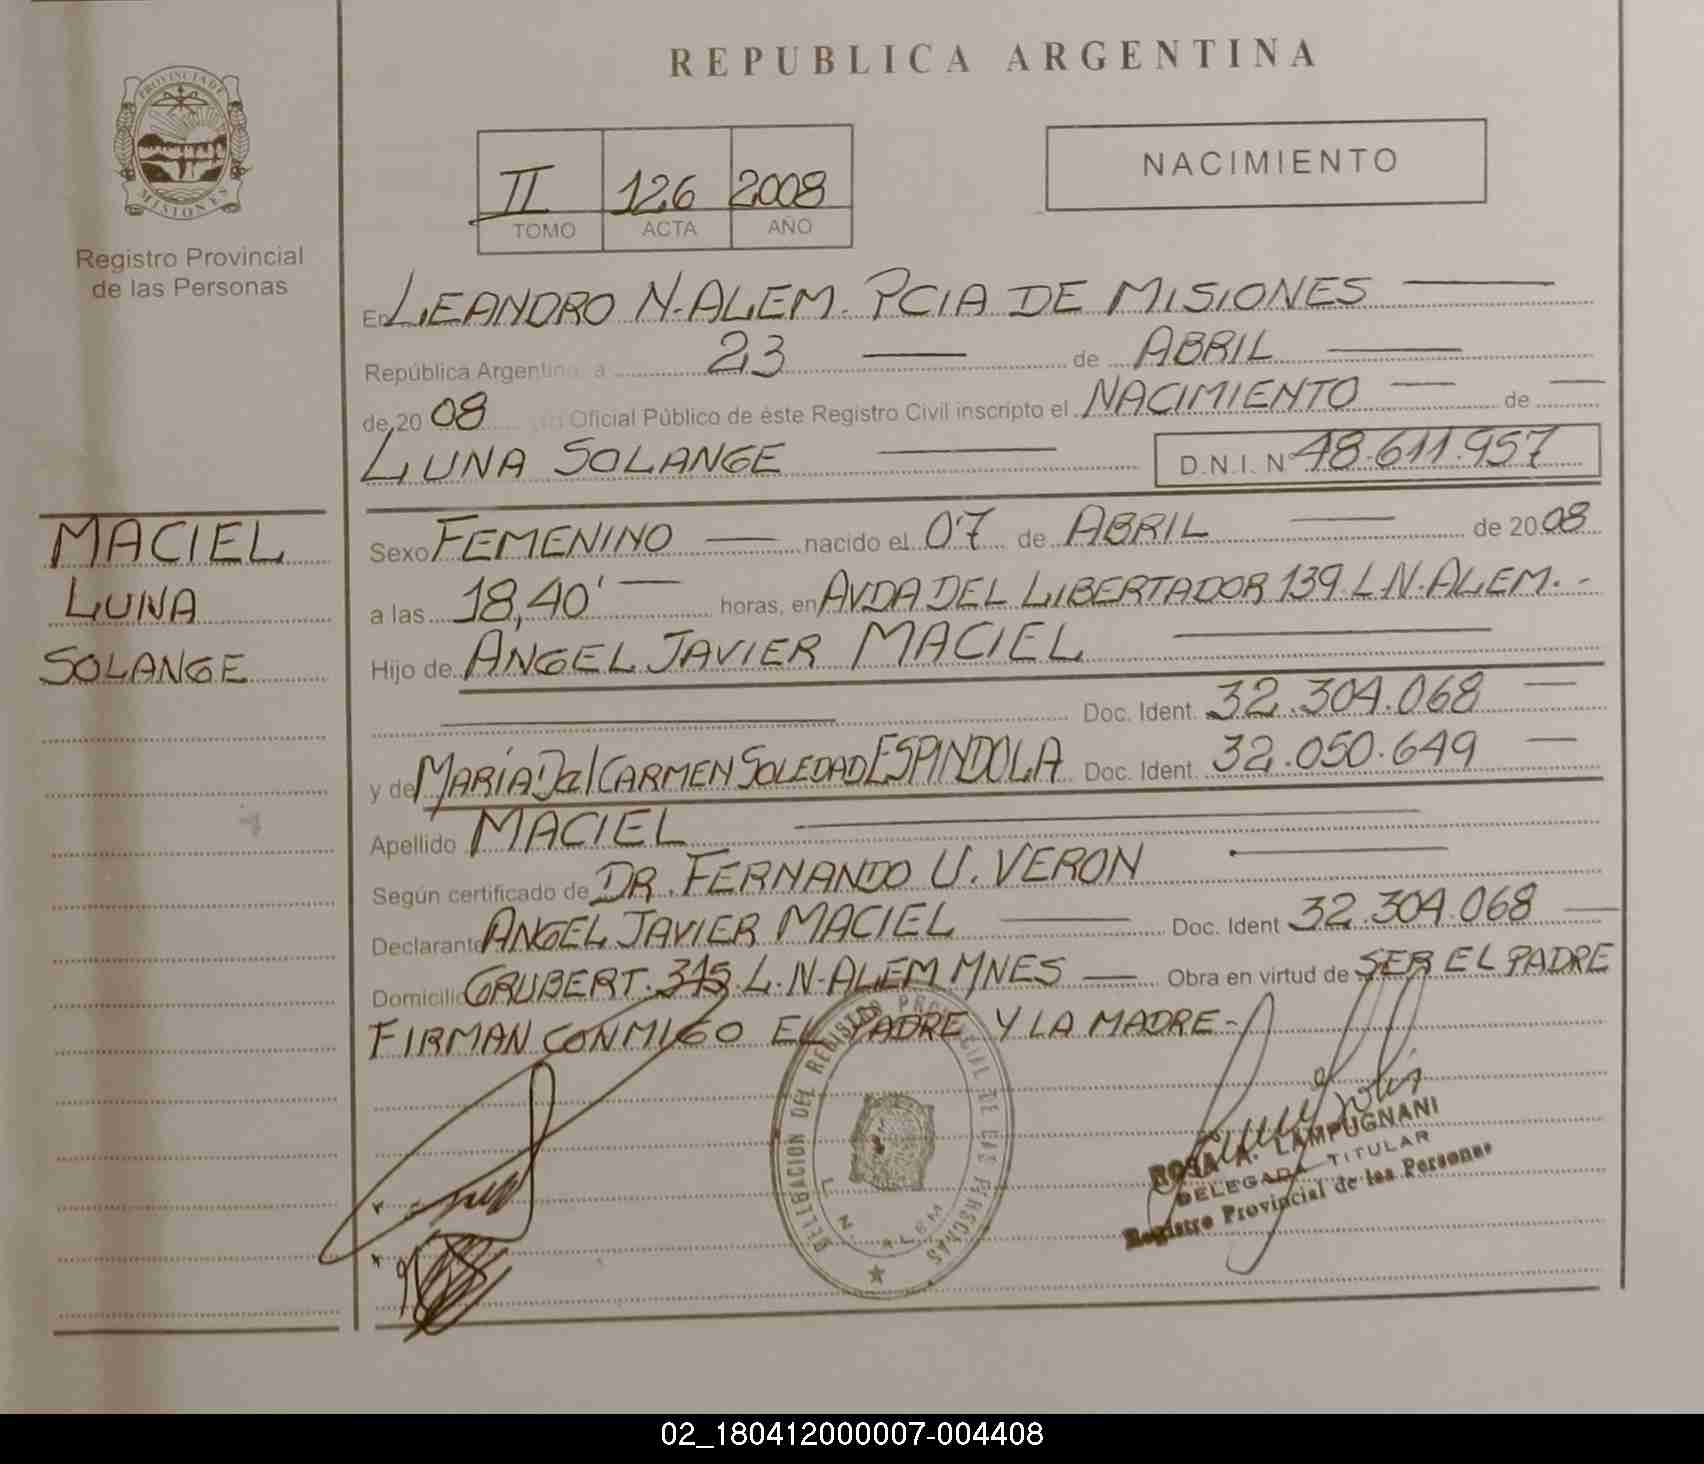 REPUBLICA ARGENTINA
PROVINCIA DE
MISIONES
Registro Provincial
de las Personas
II 126 2008
TOMO ACTA AÑO
NACIMIENTO
En LEANDRO N. ALEM. PCIA DE MISIONES
República Argentina, a 23 de ABRIL
de 20 08 Oficial Público de éste Registro Civil inscripto el NACIMIENTO de
LUNA SOLANGE D.N.I. N 48.611.957
MACIEL
LUNA
SOLANGE
Sexo FEMENINO nacido el 07 de ABRIL de 20 08
a las 18,40' horas, en AVDA DEL LIBERTADOR 139. L.N. ALEM.-
Hijo de ANGEL JAVIER MACIEL
Doc. Ident. 32.304.068
y de MARIA Del CARMEN SOLEDAD ESPINDOLA Doc. Ident. 32.050.649
Apellido MACIEL
Según certificado de DR. FERNANDO U. VERON
Declarante ANGEL JAVIER MACIEL Doc. Ident 32.304.068
Domicilio GRUBERT. 315. L.N-ALEM MNES Obra en virtud de SER EL PADRE
FIRMAN CONMIGO EL PADRE Y LA MADRE-
DELEGACION DEL REGISTRO PROVINCIAL DE LAS PERSONAS
L. N. ALEM
ROSA A. LAMPUGNANI
DELEGADA TITULAR
Registro Provincial de las Personas
02_180412000007-004408